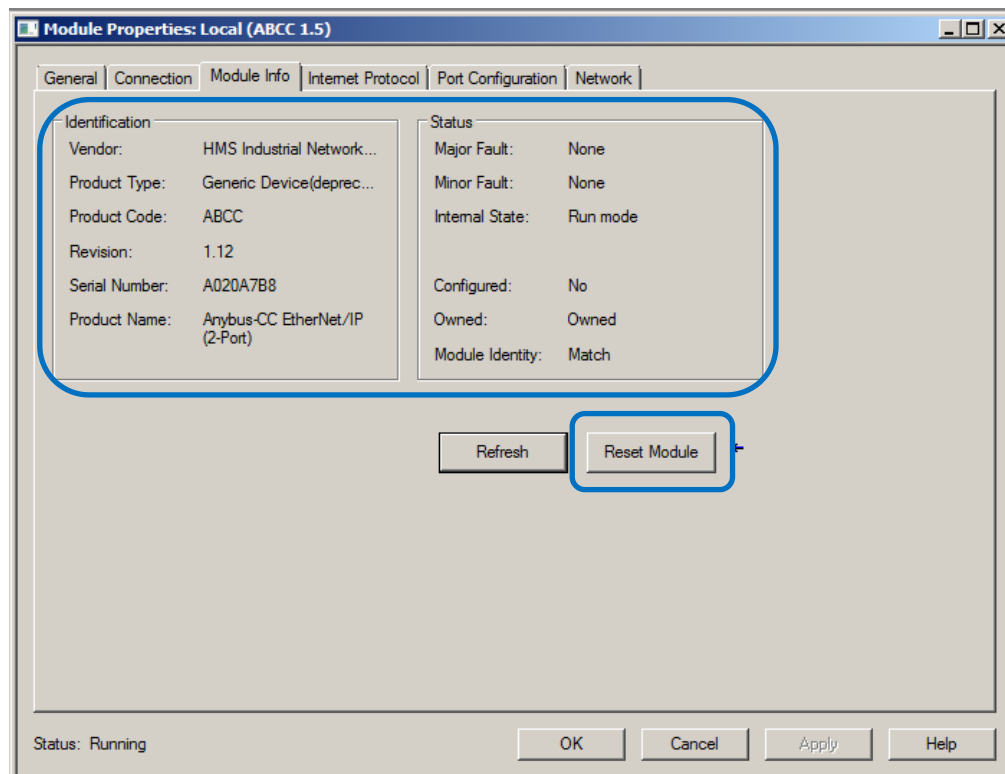 Module Properties: Local (ABCC 1.5)
General Connection Module Info Internet Protocol Port Configuration Network
Identification
Vendor: HMS Industrial Network...
Product Type: Generic Device(deprec...
Product Code: ABCC
Revision: 1.12
Serial Number: A020A7B8
Product Name: Anybus-CC EtherNet/IP
(2-Port)
Status
Major Fault: None
Minor Fault: None
Internal State: Run mode
Configured: No
Owned: Owned
Module Identity: Match
Refresh Reset Module
Status: Running OK Cancel Apply Help